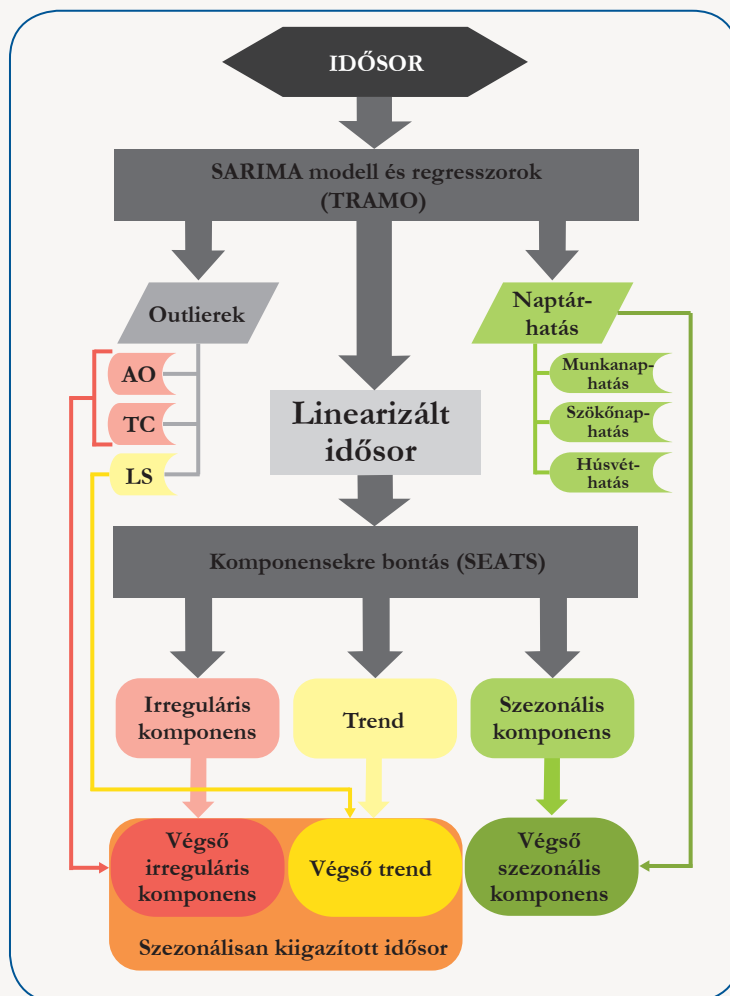 IDŐSOR
SARIMA modell és regresszorok
(TRAMO)
Outlierek
AO
TC
LS
Naptár-
hatás
Munkanap-
hatás
Szökőnap-
hatás
Húsvét-
hatás
Linearizált
idősor
Komponensekre bontás (SEATS)
Irreguláris
komponens
Trend
Szezonális
komponens
Végső
irreguláris
komponens
Végső trend
Végső
szezonális
komponens
Szezonálisan kiigazított idősor